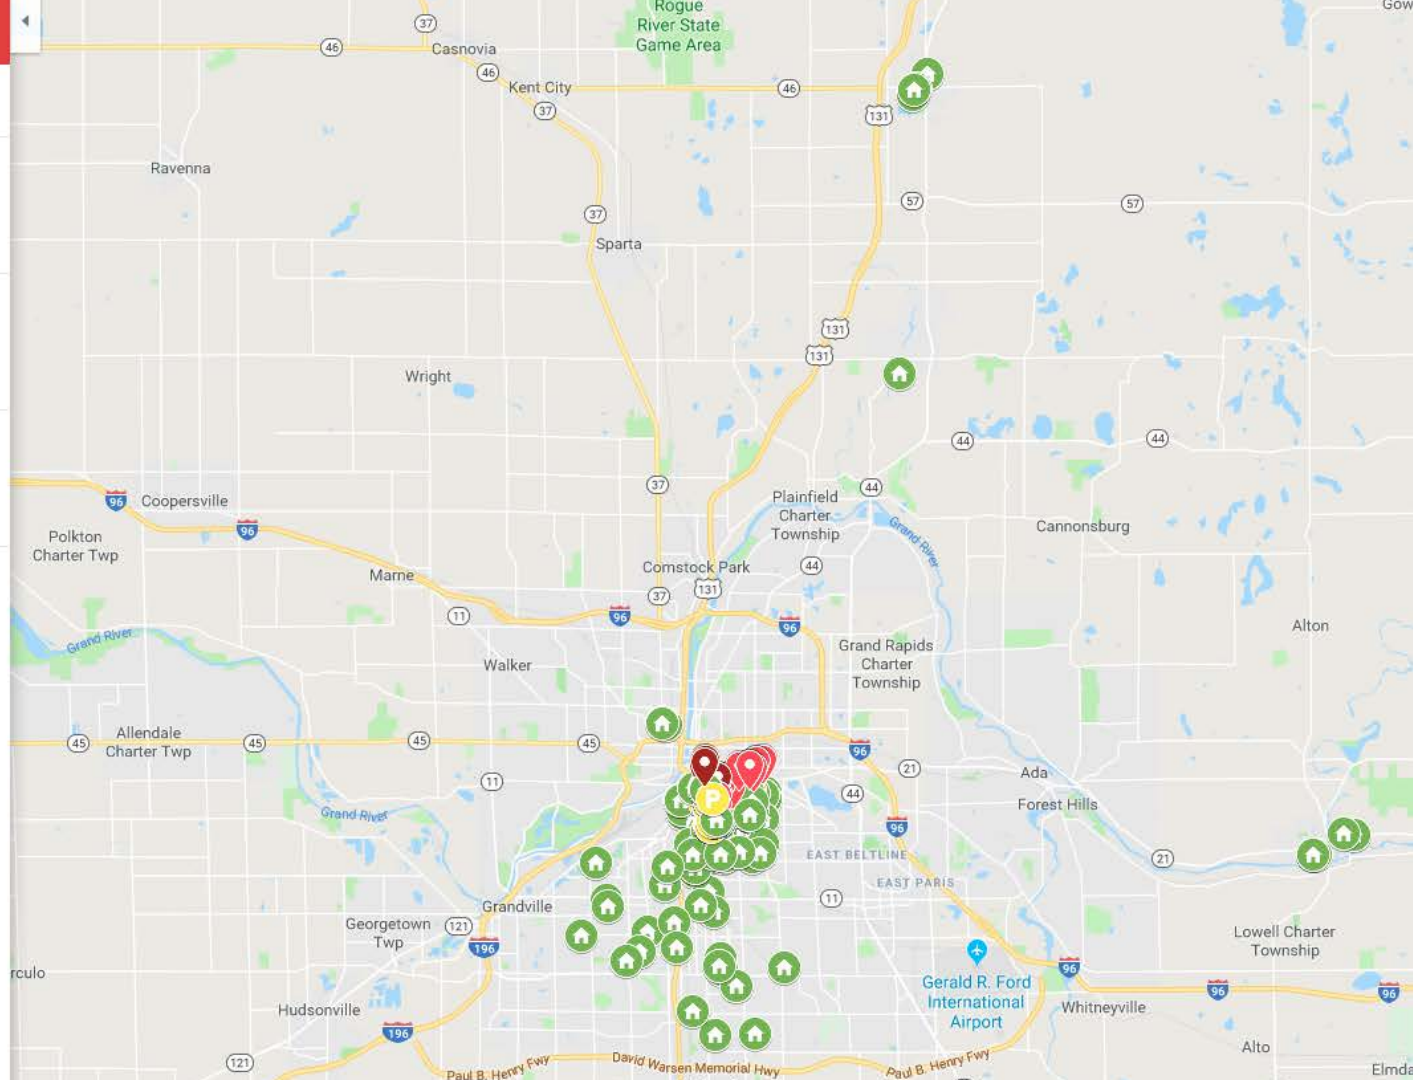 Rogue
River State
Game Area
Gow
37
46
Casnovia
46
Kent City
37
46
131
Ravenna
57
57
37
Sparta
131
131
Wright
44
44
37
44
96
Coopersville
Plainfield
Charter
Township
96
Polkton
Charter Twp
Grand River
Cannonsburg
Comstock Park
44
Marne
131
37
11
96
96
Grand River
Alton
Grand Rapids
Charter
Township
Walker
Allendale
Charter Twp
45
45
45
45
96
21
Ada
11
44
P
Forest Hills
Grand River
96
EAST BELTLINE
21
EAST PARIS
11
Grandville
Georgetown
Twp
121
196
Lowell Charter
Township
rculo
96
Gerald R. Ford
International
Airport
96
96
Hudsonville
Whitneyville
196
Alto
121
Paul B. Henry Fwy
David Warsen Memorial Hwy
Paul B. Henry Fwy
Elmda